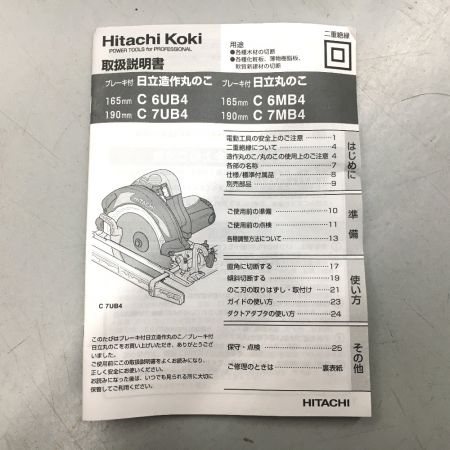 Hitachi Koki
POWER TOOLS for PROFESSIONAL
取扱説明書
用途
●各種木材の切断
●各種化粧板、薄物樹脂板、
軟質新建材の切断
二重絶縁
ブレーキ付 日立造作丸のこ
165mm C 6UB4
190mm C 7UB4
ブレーキ付 日立丸のこ
165mm C 6MB4
190mm C 7MB4
はじめに
電動工具の安全上のご注意 …… 1
二重絶縁について …… 4
造作丸のこ/丸のこの使用上のご注意 4
各部の名称 …… 7
仕様/標準付属品 …… 8
別売部品 …… 9
準備
ご使用前の準備 …… 10
ご使用前の点検 …… 11
各種調整方法について …… 13
使い方
直角に切断する …… 17
傾斜切断する …… 19
のこ刃の取りはずし・取付け …… 21
ガイドの使い方 …… 23
ダクトアダプタの使い方 …… 24
その他
保守・点検 …… 25
ご修理のときは …… 裏表紙
HITACHI
C 7UB4
このたびはブレーキ付日立造作丸のこ/ブレーキ付
日立丸のこをお買い上げいただき、ありがとうござ
いました。
ご使用前にこの取扱説明書をよくお読みになり、
正しく安全にお使いください。
お読みになった後は、いつでも見られる所に大切に
保管してご利用ください。
HITACHI